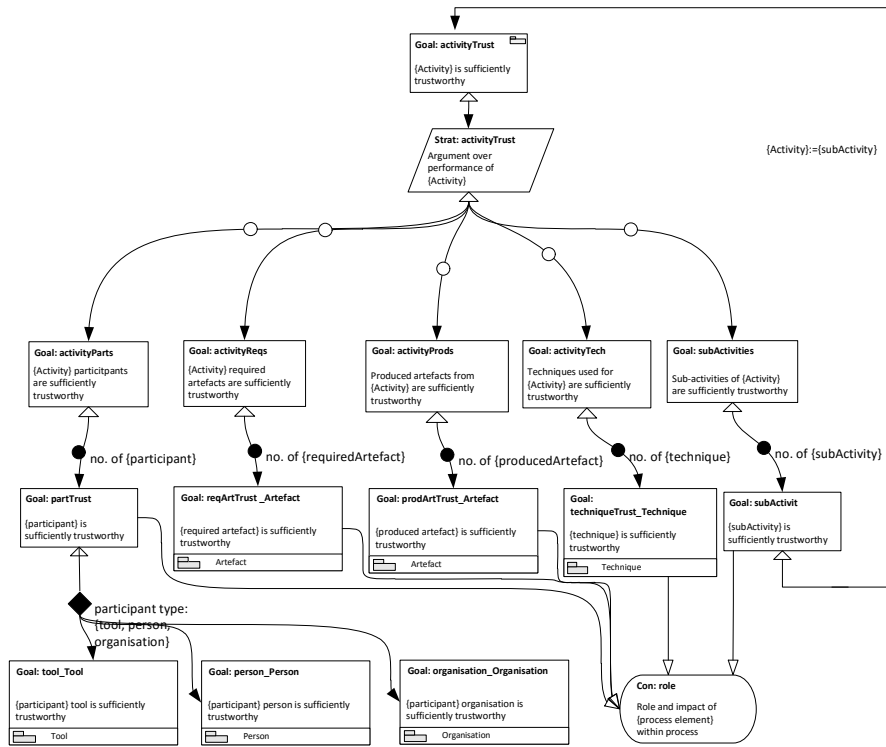 Goal: activityTrust
{Activity} is sufficiently
trustworthy
Strat: activityTrust
Argument over
performance of
{Activity}
{Activity}:={subActivity}
Goal: activityParts
{Activity} particitpants
are sufficiently
trustworthy
Goal: activityReqs
{Activity} required
artefacts are sufficiently
trustworthy
Goal: activityProds
Produced artefacts from
{Activity} are sufficiently
trustworthy
Goal: activityTech
Techniques used for
{Activity} are sufficiently
trustworthy
Goal: subActivities
Sub-activities of {Activity}
are sufficiently trustworthy
no. of {participant}
no. of {requiredArtefact}
no. of {producedArtefact}
no. of {technique}
no. of {subActivity}
Goal: partTrust
{participant} is
sufficiently trustworthy
Goal: reqArtTrust _Artefact
{required artefact} is sufficiently
trustworthy
Artefact
Goal: prodArtTrust_Artefact
{produced artefact} is sufficiently
trustworthy
Artefact
Goal:
techniqueTrust_Technique
{technique} is sufficiently
trustworthy
Technique
Goal: subActivit
{subActivity} is
sufficiently trustworthy
participant type:
{tool, person,
organisation}
Goal: tool_Tool
{participant} tool is sufficiently
trustworthy
Tool
Goal: person_Person
{participant} person is sufficiently
trustworthy
Person
Goal: organisation_Organisation
{participant} organisation is
sufficiently trustworthy
Organisation
Con: role
Role and impact of
{process element}
within process